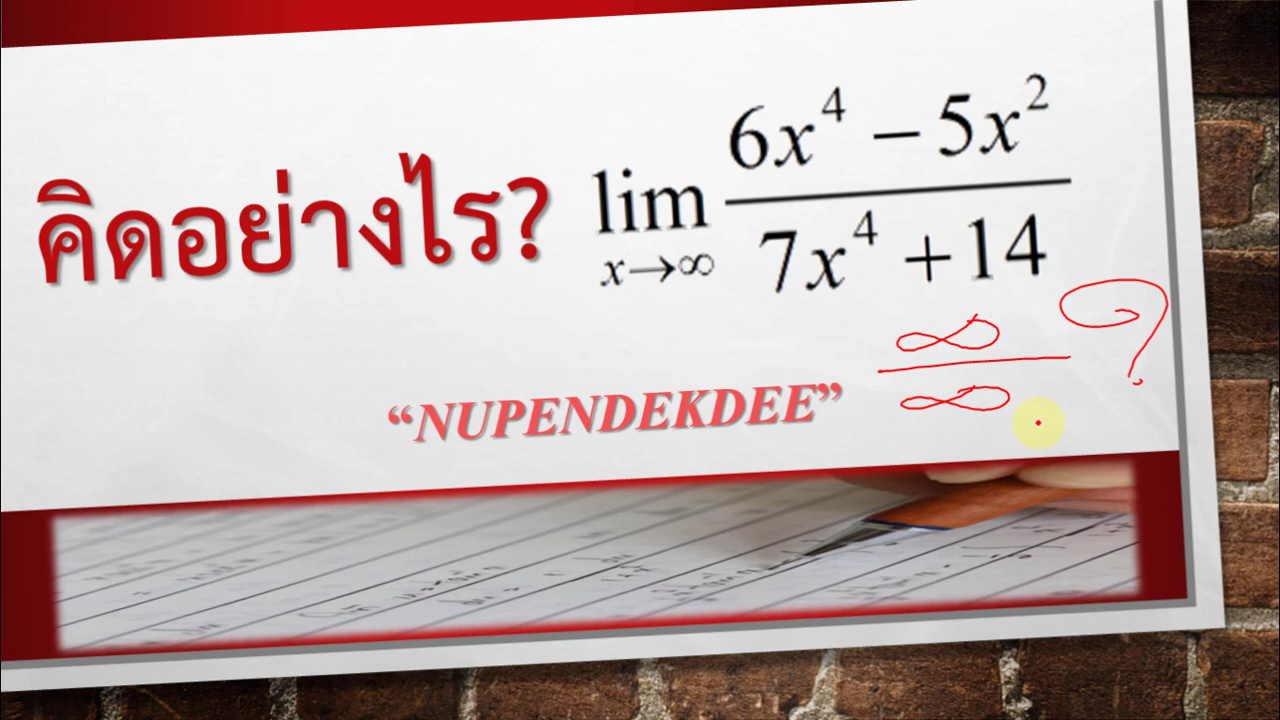 คิดอย่างไร?
lim x→∞ (6x⁴ − 5x²) / (7x⁴ + 14)
∞ / ∞ ?
“NUPENDEKDEE”